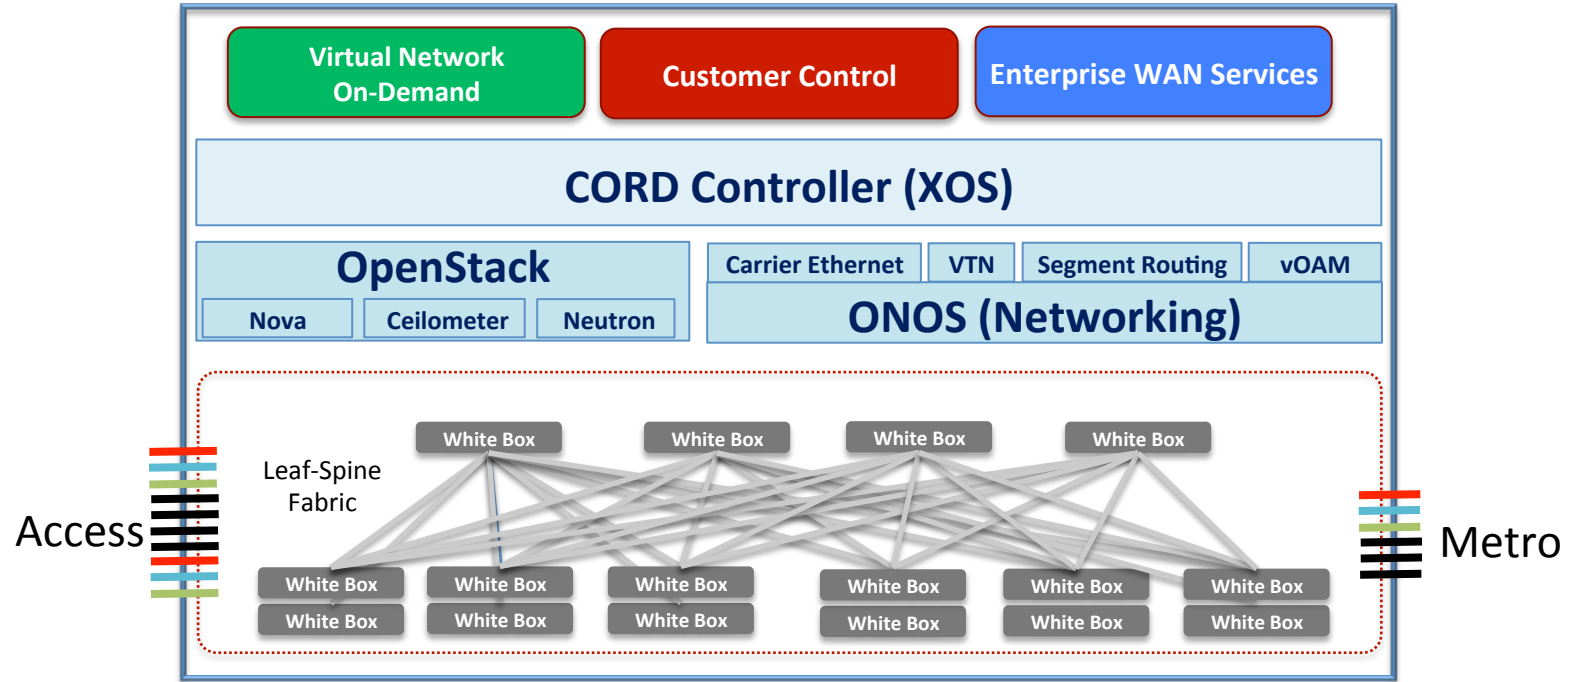 Virtual Network
On-Demand
Customer Control
Enterprise WAN Services
CORD Controller (XOS)
OpenStack
Nova
Ceilometer
Neutron
Carrier Ethernet
VTN
Segment Routing
vOAM
ONOS (Networking)
Leaf-Spine
Fabric
White Box
White Box
White Box
White Box
Access
Metro
White Box
White Box
White Box
White Box
White Box
White Box
White Box
White Box
White Box
White Box
White Box
White Box